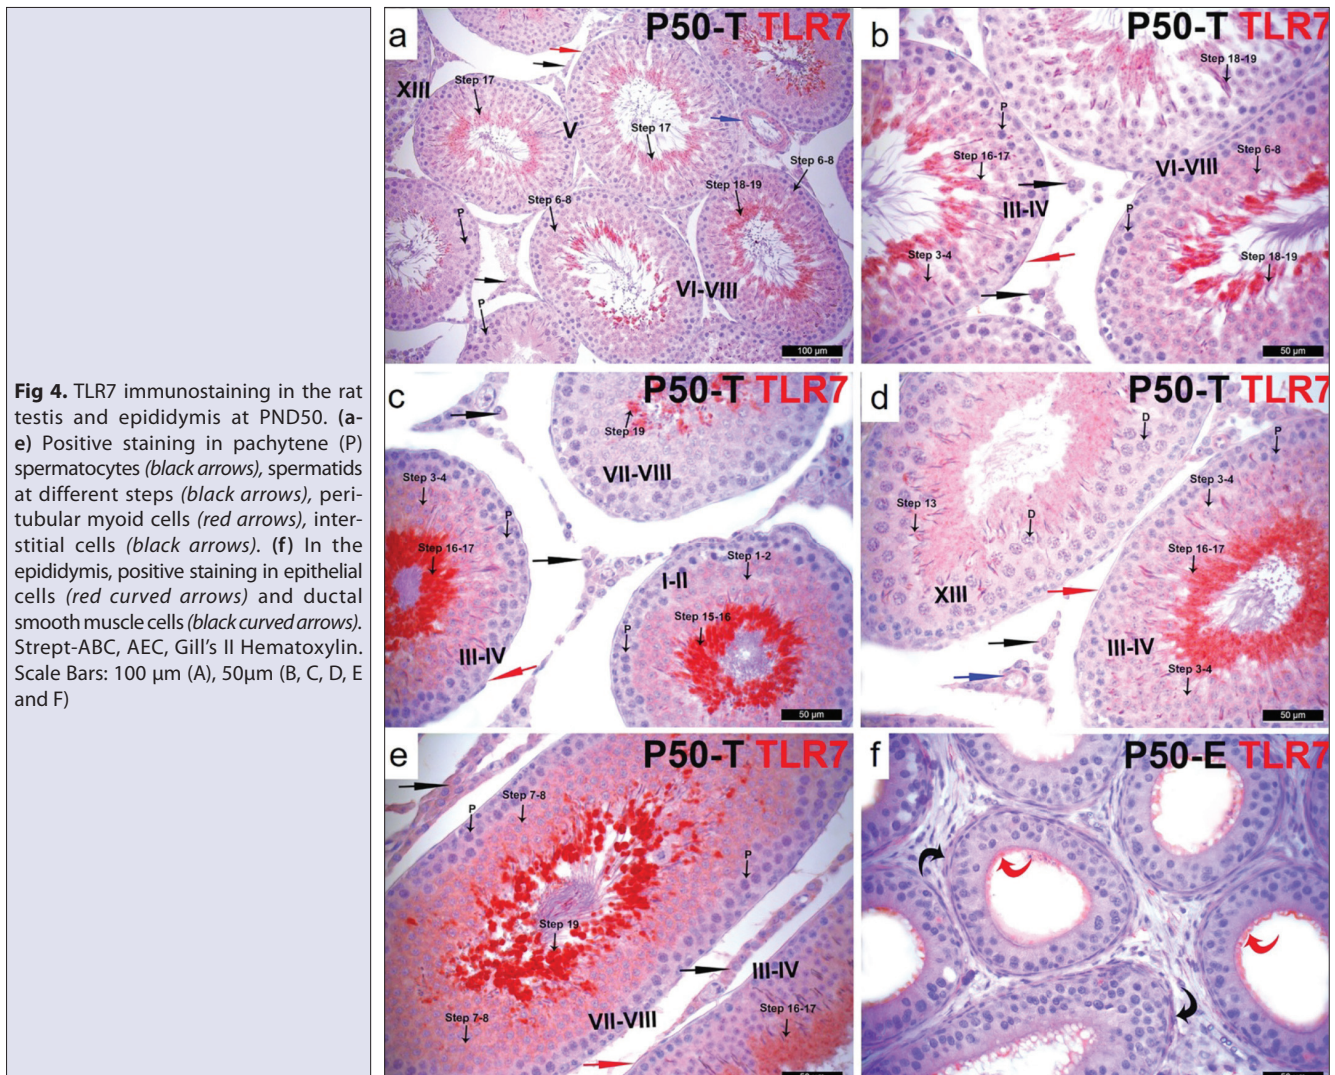 Fig 4. TLR7 immunostaining in the rat
testis and epididymis at PND50. (a-
e) Positive staining in pachytene (P)
spermatocytes (black arrows), spermatids
at different steps (black arrows), peri-
tubular myoid cells (red arrows), inter-
stitial cells (black arrows). (f) In the
epididymis, positive staining in epithelial
cells (red curved arrows) and ductal
smooth muscle cells (black curved arrows).
Strept-ABC, AEC, Gill's II Hematoxylin.
Scale Bars: 100 µm (A), 50µm (B, C, D, E
and F)
a
P50-T TLR7
Step 17
XIII
V
Step 17
Step 6-8
Step 18-19
Step 6-8
P
VI-VIII
P
100 µm
b
P50-T TLR7
Step 18-19
P
Step 6-8
VI-VIII
Step 16-17
III-IV
P
Step 3-4
Step 18-19
50 µm
c
P50-T TLR7
Step 19
VII-VIII
Step 3-4
P
Step 16-17
Step 1-2
I-II
Step 15-16
P
III-IV
50 µm
d
P50-T TLR7
D
P
Step 3-4
Step 13
D
Step 16-17
XIII
III-IV
Step 3-4
50 µm
e
P50-T TLR7
Step 7-8
P
P
Step 19
III-IV
VII-VIII
Step 16-17
Step 7-8
f
P50-E TLR7